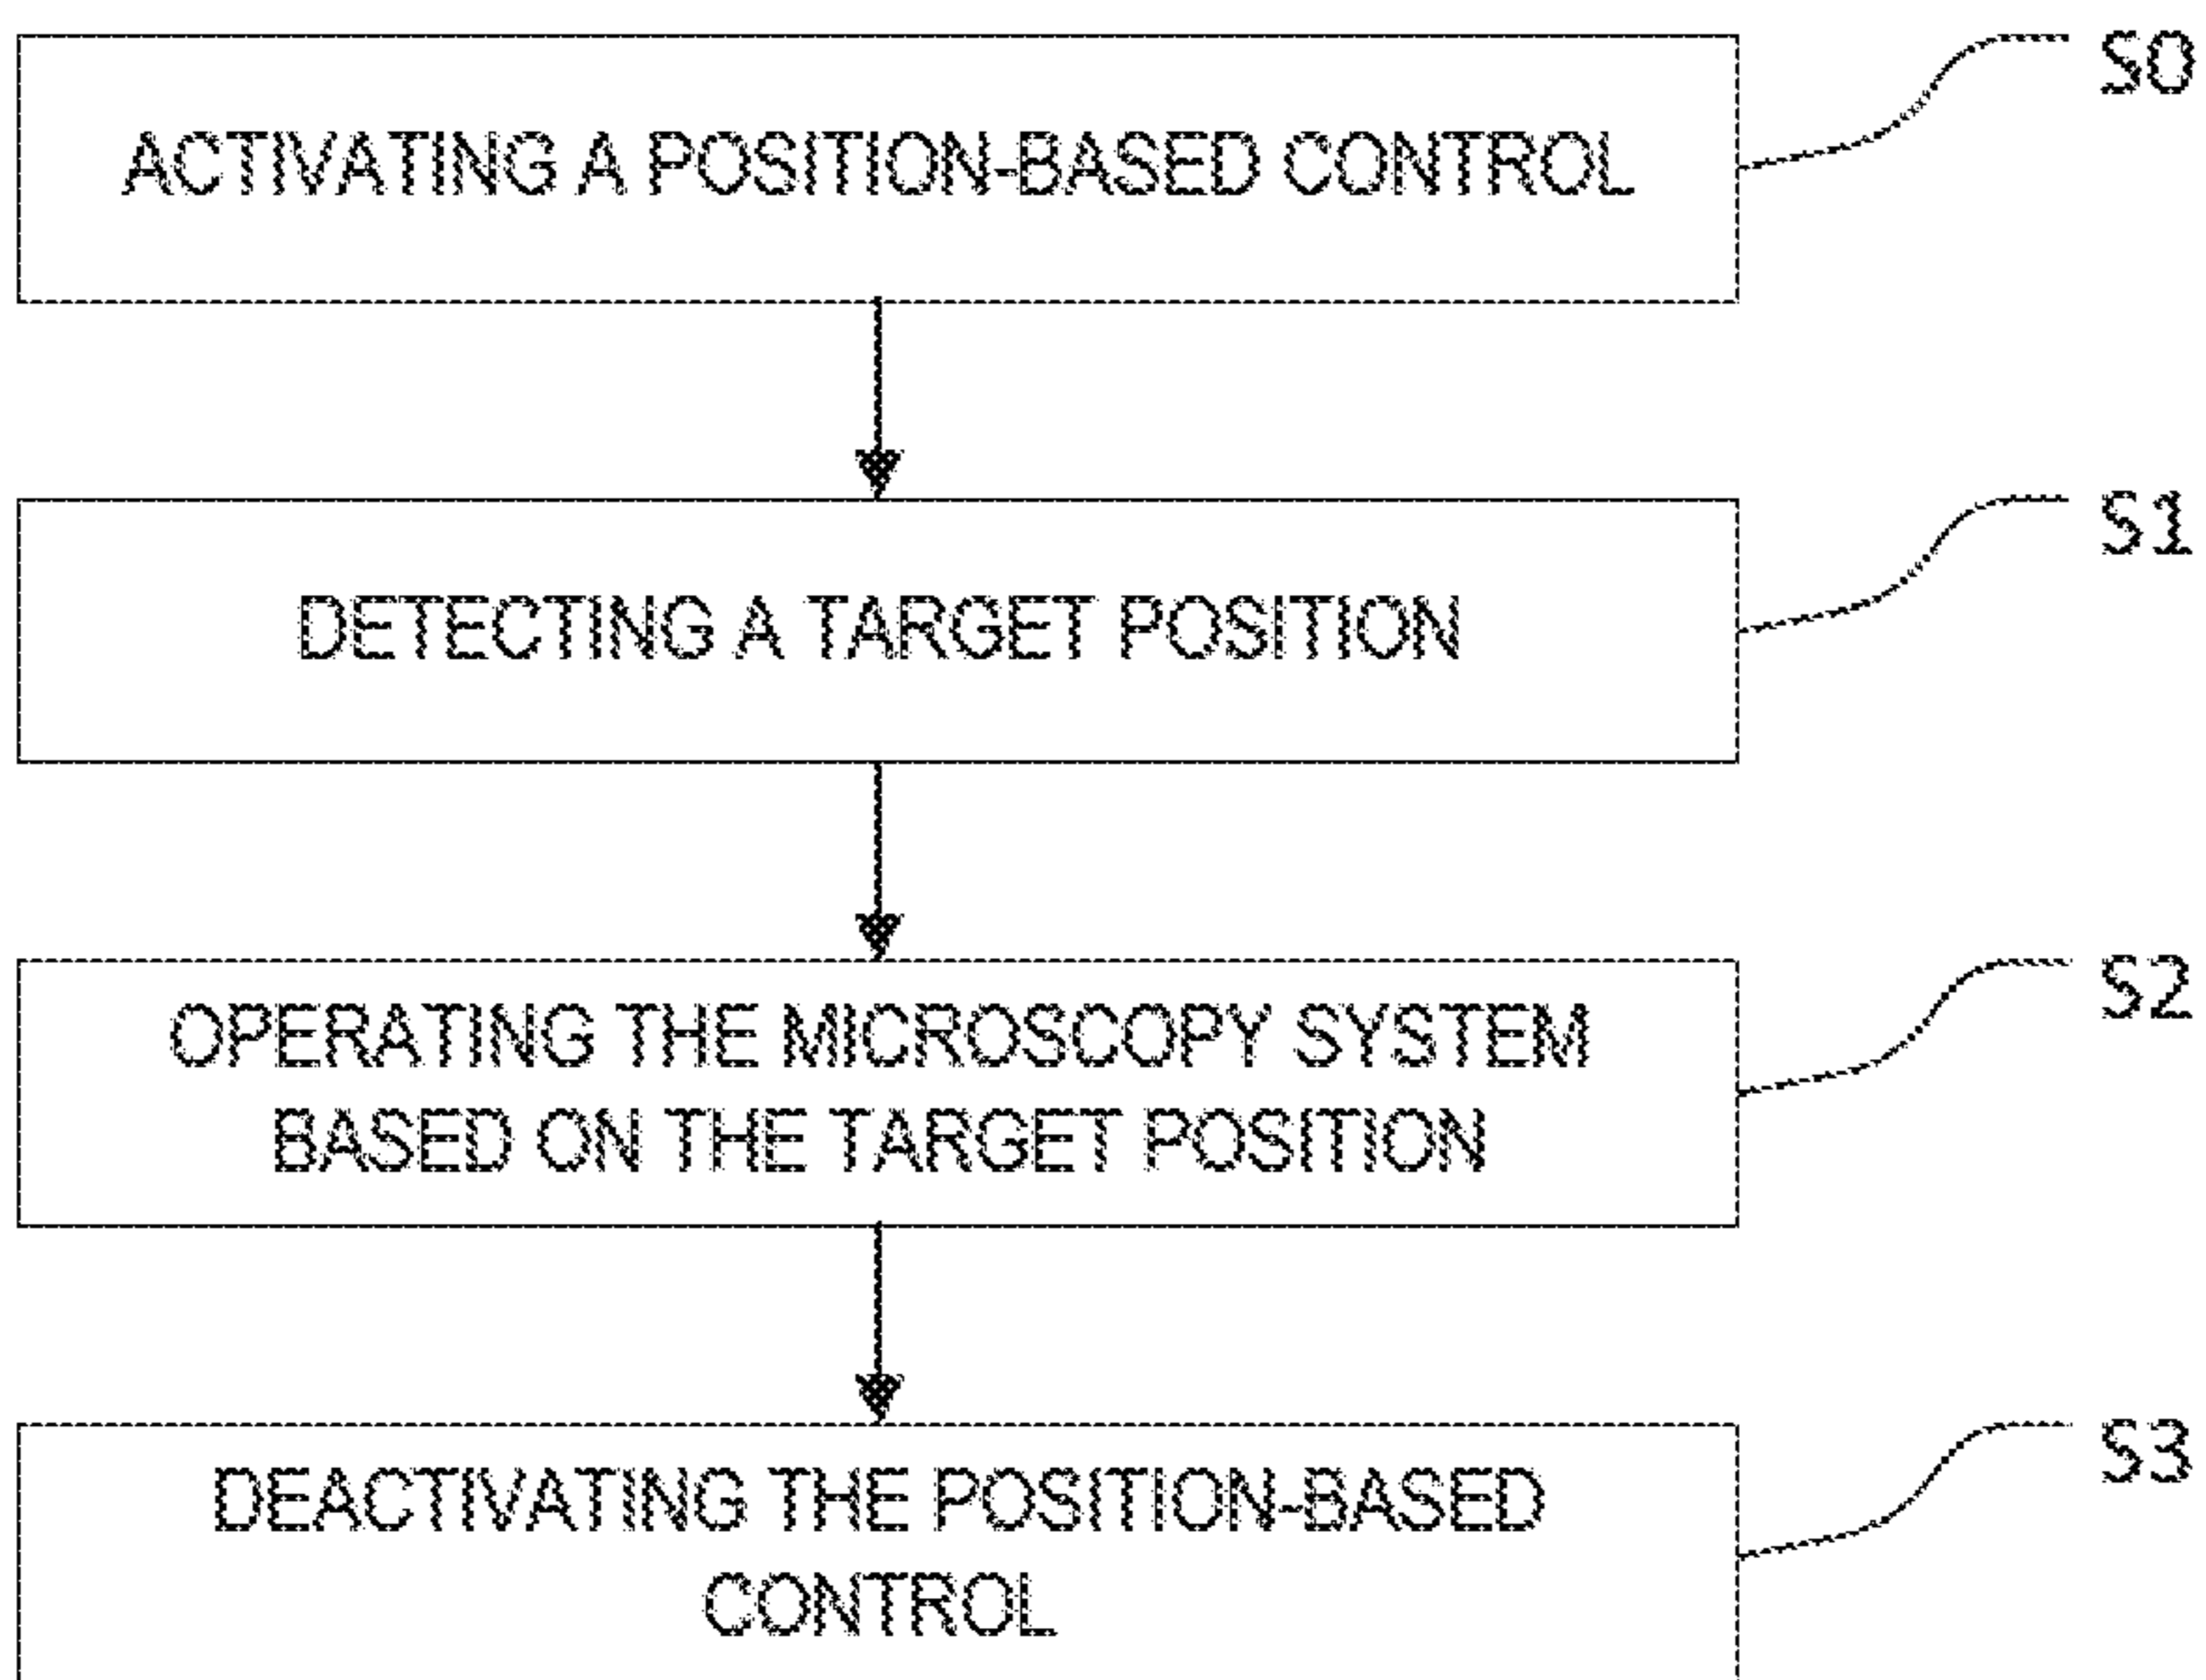 S0
ACTIVATING A POSITION-BASED CONTROL
S1
DETECTING A TARGET POSITION
S2
OPERATING THE MICROSCOPY SYSTEM
BASED ON THE TARGET POSITION
S3
DEACTIVATING THE POSITION-BASED
CONTROL